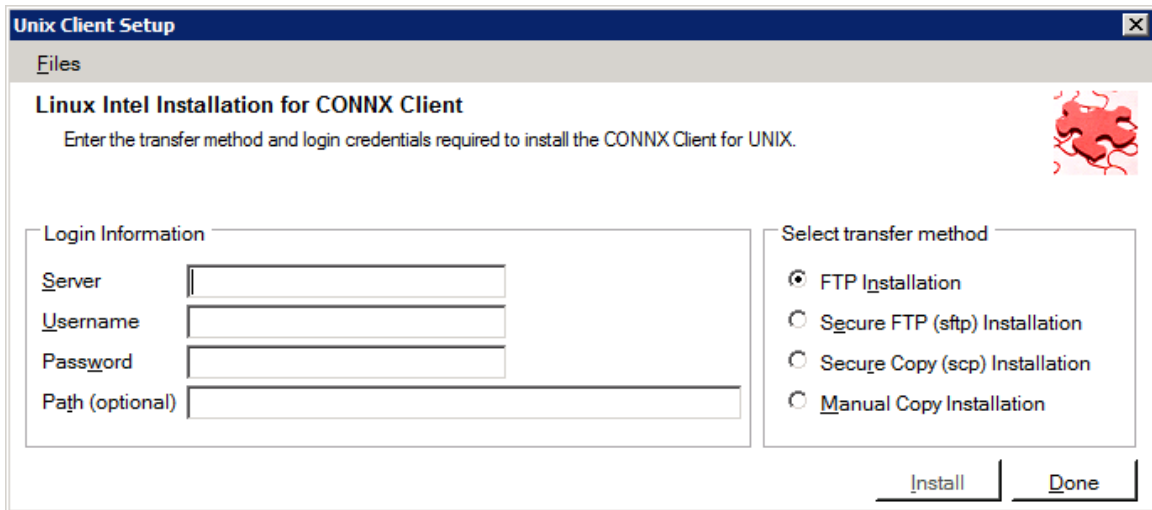 Unix Client Setup
Files
Linux Intel Installation for CONNX Client
Enter the transfer method and login credentials required to install the CONNX Client for UNIX.
Login Information
Server
Username
Password
Path (optional)
Select transfer method
FTP Installation
Secure FTP (sftp) Installation
Secure Copy (scp) Installation
Manual Copy Installation
Install
Done